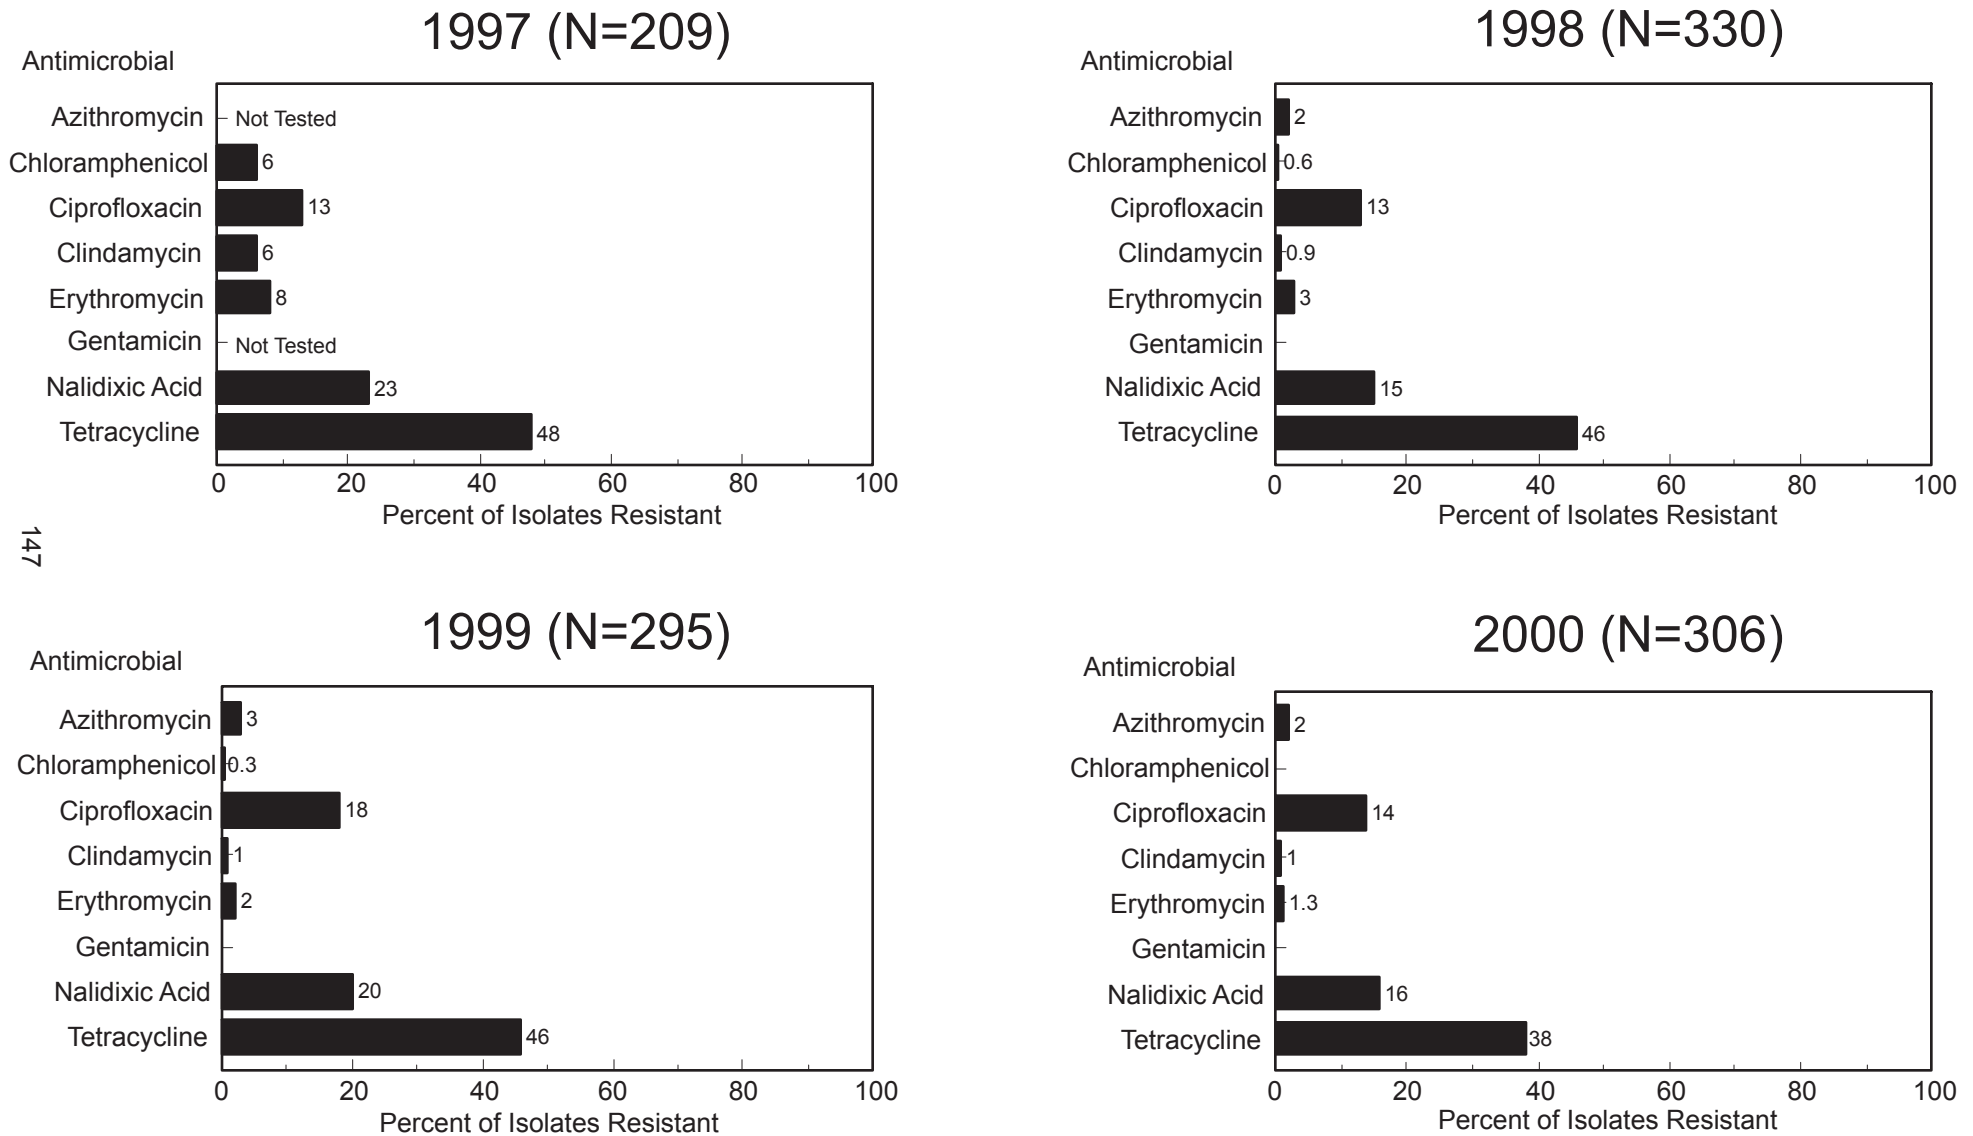 1997 (N=209)
Antimicrobial
Azithromycin Not Tested
Chloramphenicol 6
Ciprofloxacin 13
Clindamycin 6
Erythromycin 8
Gentamicin Not Tested
Nalidixic Acid 23
Tetracycline 48
0 20 40 60 80 100
Percent of Isolates Resistant
1998 (N=330)
Antimicrobial
Azithromycin 2
Chloramphenicol 0.6
Ciprofloxacin 13
Clindamycin 0.9
Erythromycin 3
Gentamicin
Nalidixic Acid 15
Tetracycline 46
0 20 40 60 80 100
Percent of Isolates Resistant
147
1999 (N=295)
Antimicrobial
Azithromycin 3
Chloramphenicol 0.3
Ciprofloxacin 18
Clindamycin 1
Erythromycin 2
Gentamicin
Nalidixic Acid 20
Tetracycline 46
0 20 40 60 80 100
Percent of Isolates Resistant
2000 (N=306)
Antimicrobial
Azithromycin 2
Chloramphenicol
Ciprofloxacin 14
Clindamycin 1
Erythromycin 1.3
Gentamicin
Nalidixic Acid 16
Tetracycline 38
0 20 40 60 80 100
Percent of Isolates Resistant